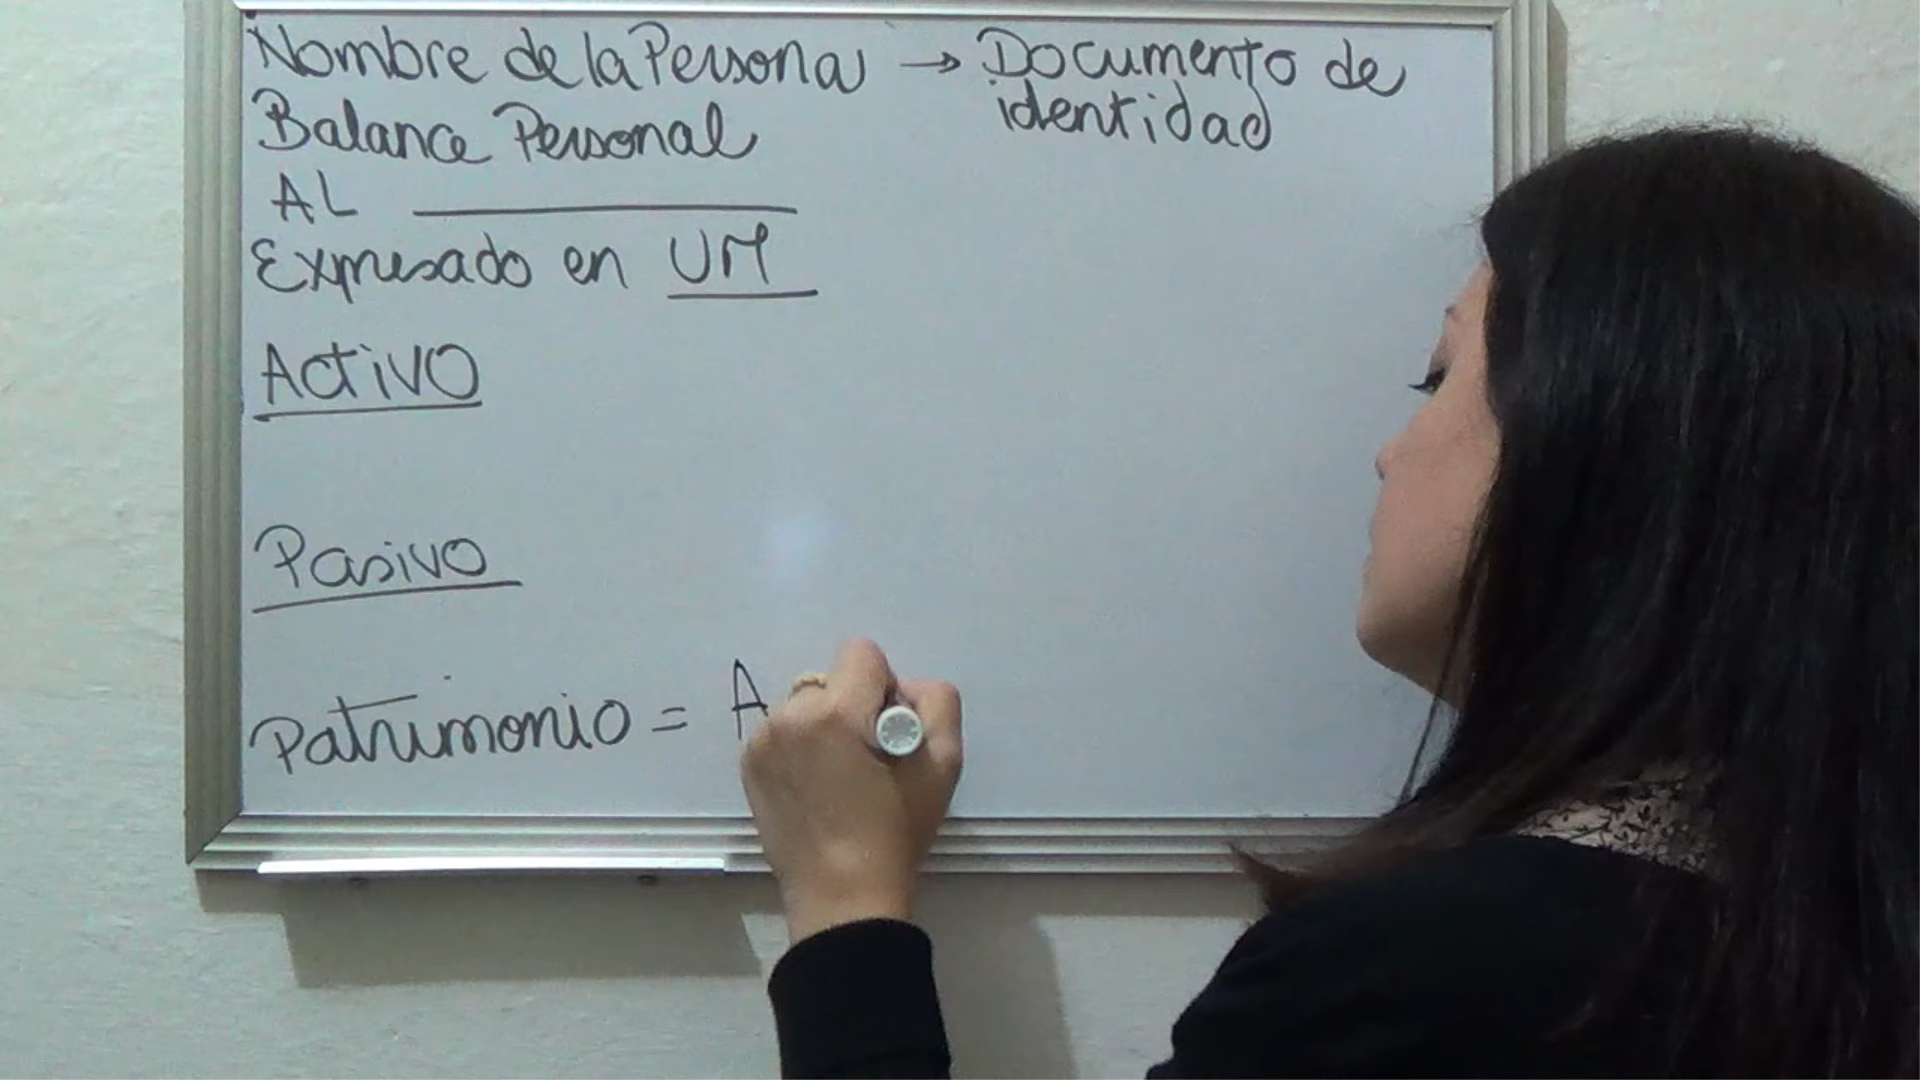 Nombre de la Persona → Documento de
identidad
Balance Personal
AL
Expresado en UM
Activo
Pasivo
Patrimonio = A